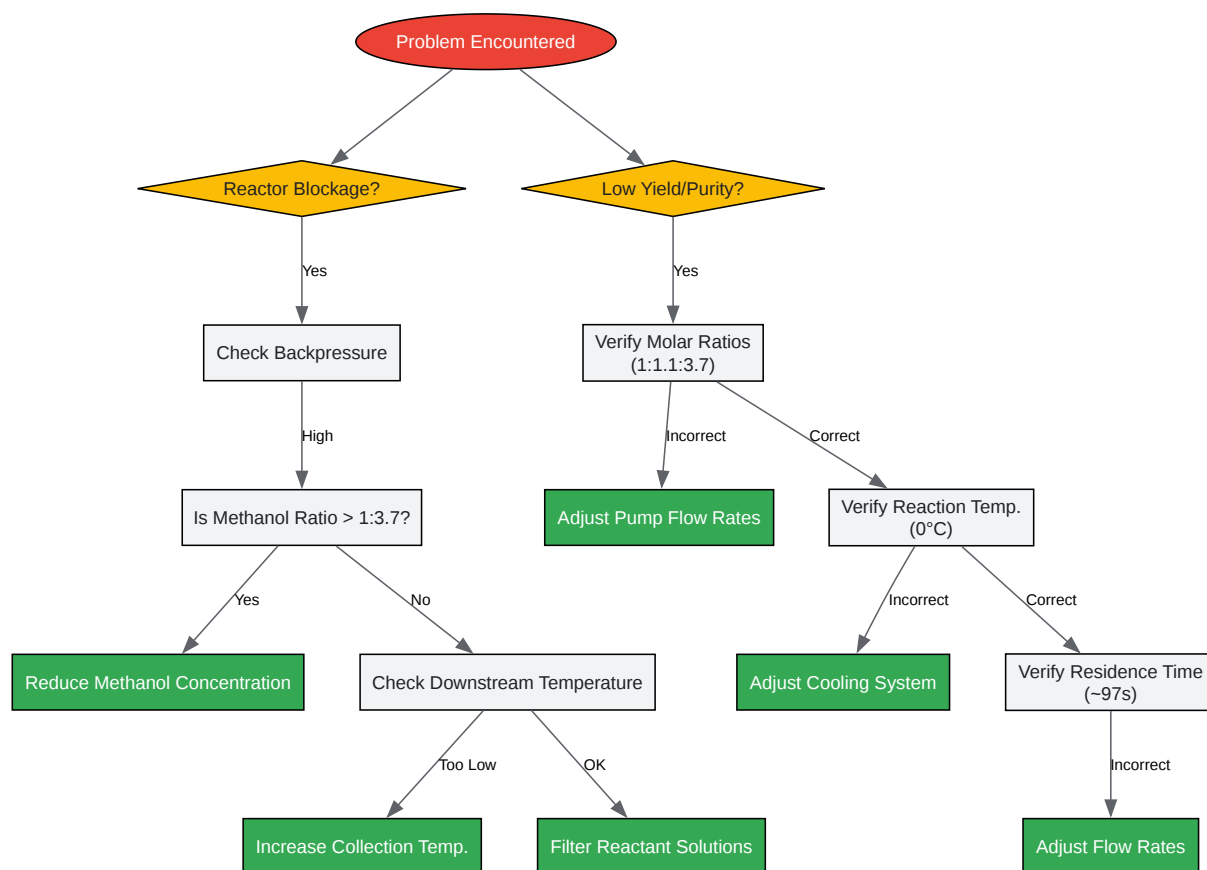 Problem Encountered
Reactor Blockage?
Low Yield/Purity?
Yes
Yes
Check Backpressure
Verify Molar Ratios
(1:1.1:3.7)
High
Incorrect
Correct
Is Methanol Ratio > 1:3.7?
Adjust Pump Flow Rates
Verify Reaction Temp.
(0°C)
Yes
No
Incorrect
Correct
Reduce Methanol Concentration
Check Downstream Temperature
Adjust Cooling System
Verify Residence Time
(~97s)
Too Low
OK
Incorrect
Increase Collection Temp.
Filter Reactant Solutions
Adjust Flow Rates